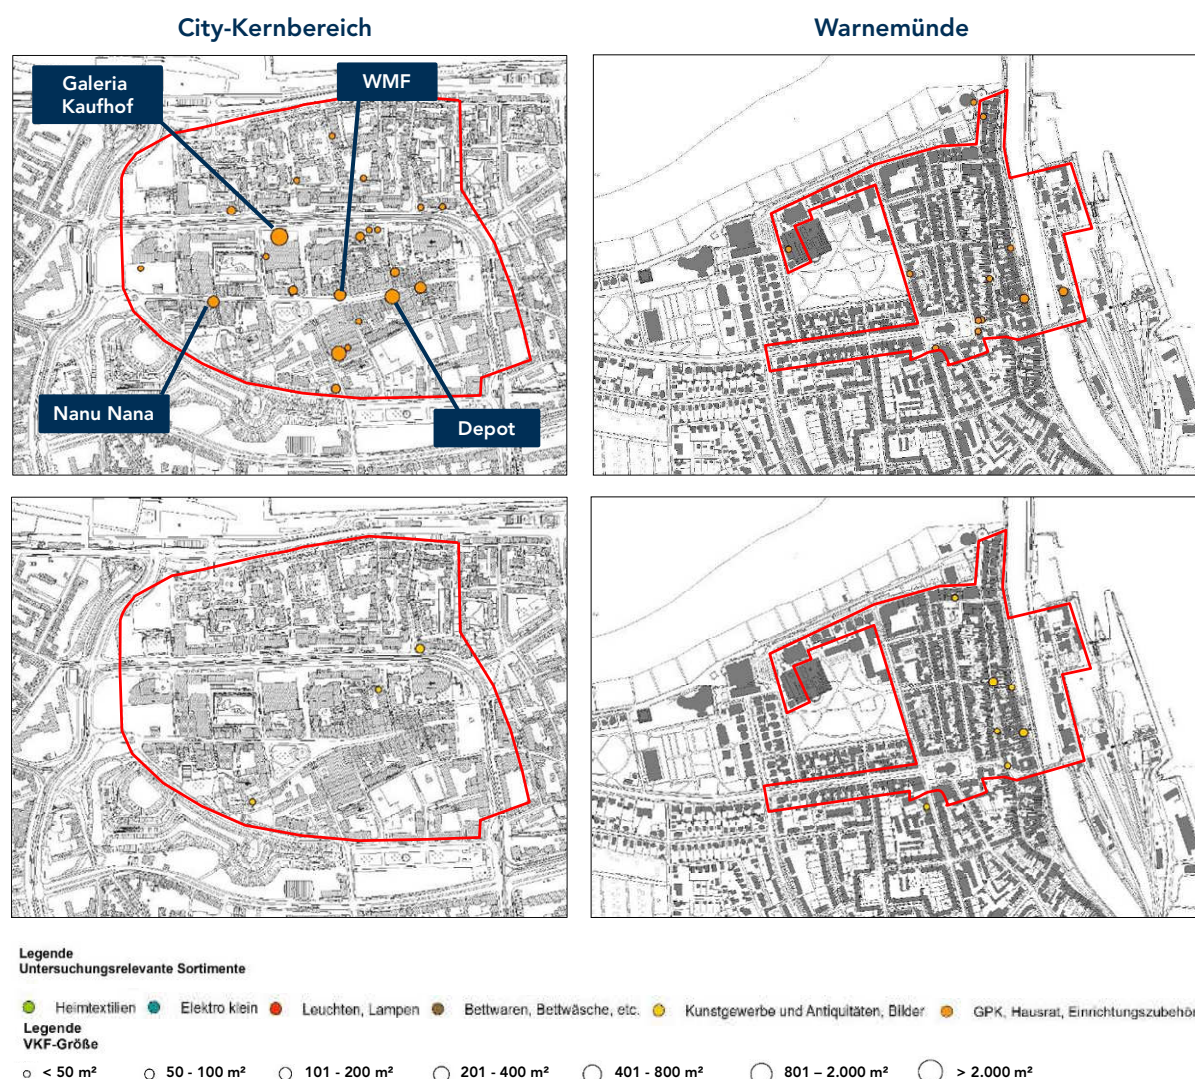 City-Kernbereich
Warnemünde
Galeria
Kaufhof
WMF
Nanu Nana
Depot
Legende
Untersuchungsrelevante Sortimente
Heimtextilien
Elektro klein
Leuchten, Lampen
Bettwaren, Bettwäsche, etc.
Kunstgewerbe und Antiquitäten, Bilder
GPK, Hausrat, Einrichtungszubehör
Legende
VKF-Größe
< 50 m²
50 - 100 m²
101 - 200 m²
201 - 400 m²
401 - 800 m²
801 – 2.000 m²
> 2.000 m²